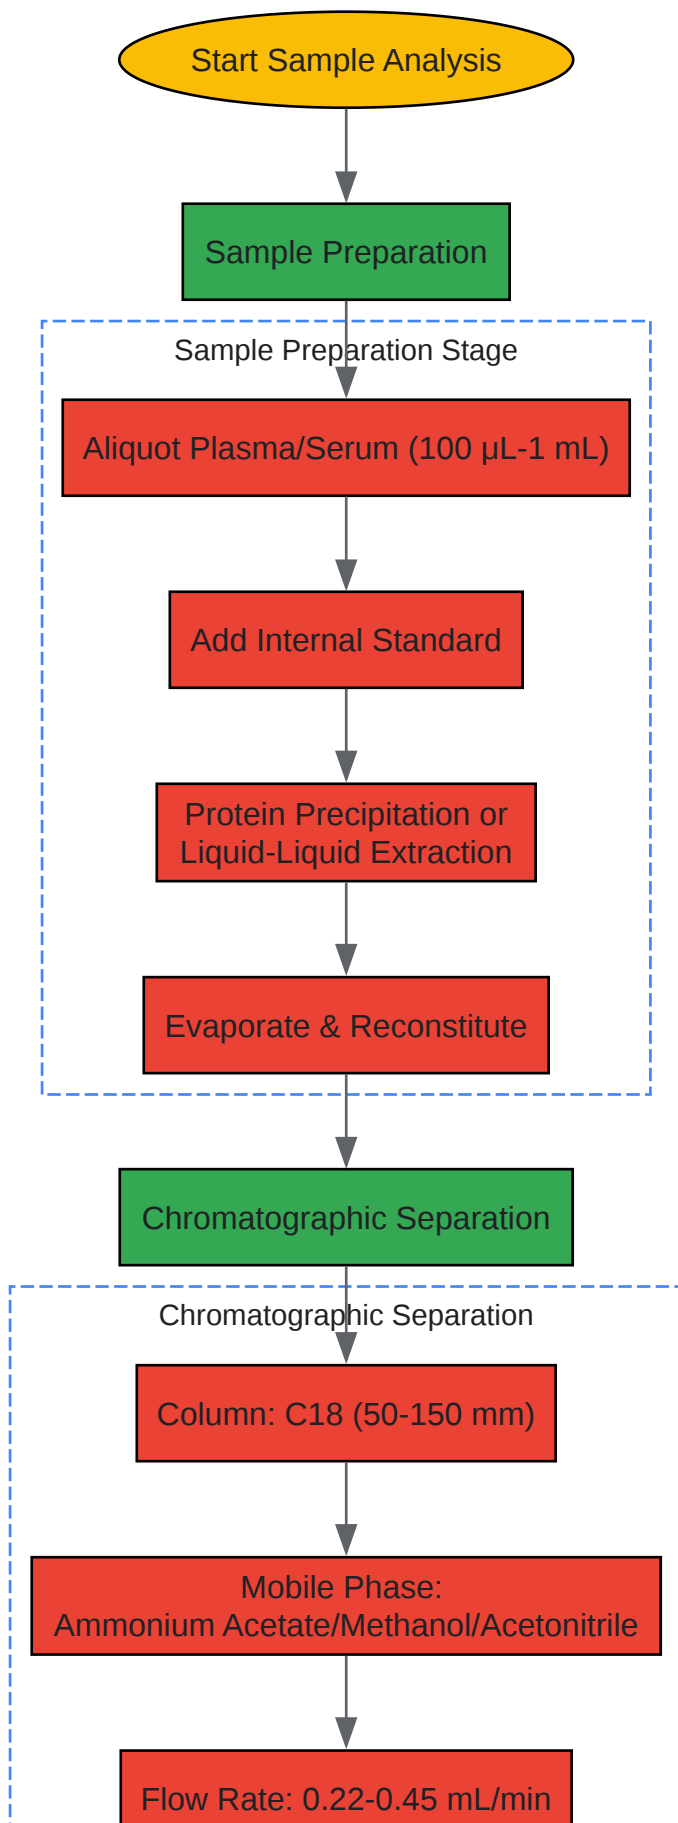 Start Sample Analysis
Sample Preparation
Sample Preparation Stage
Aliquot Plasma/Serum (100 μL-1 mL)
Add Internal Standard
Protein Precipitation or
Liquid-Liquid Extraction
Evaporate & Reconstitute
Chromatographic Separation
Chromatographic Separation
Column: C18 (50-150 mm)
Mobile Phase:
Ammonium Acetate/Methanol/Acetonitrile
Flow Rate: 0.22-0.45 mL/min